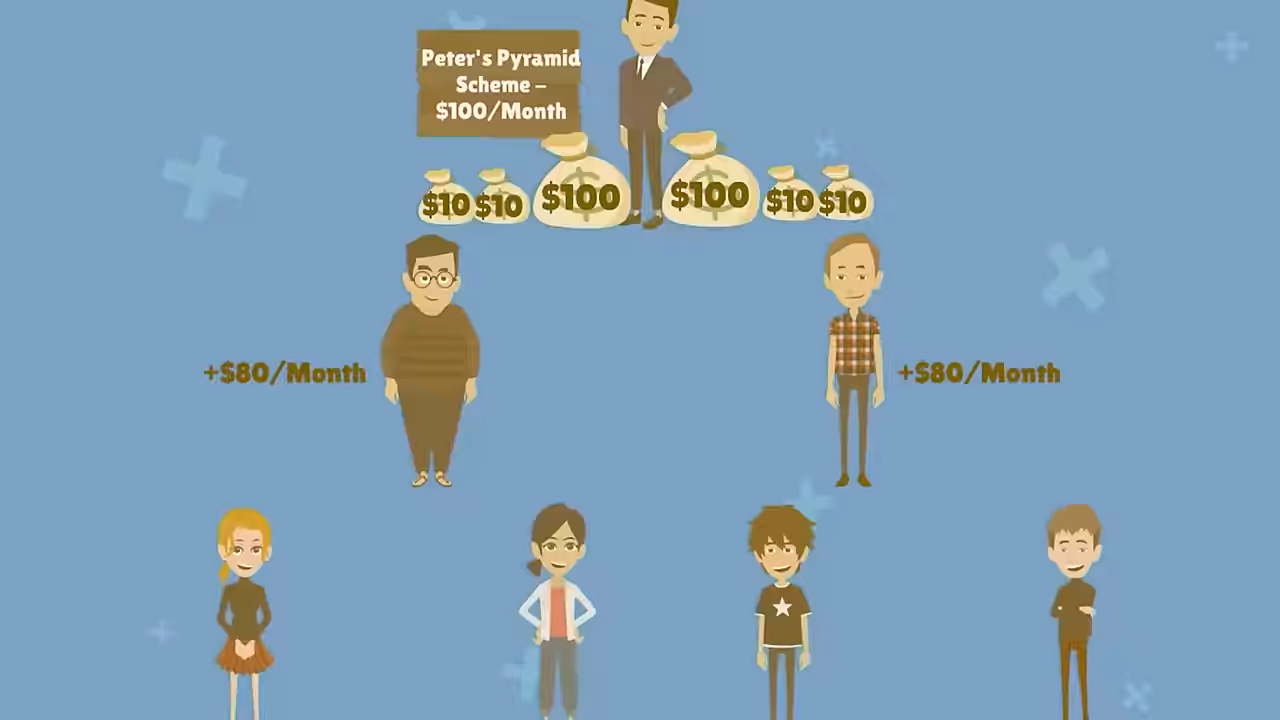 Peter's Pyramid
Scheme –
$100/Month
$10 $10 $100 $100 $10 $10
+$80/Month +$80/Month